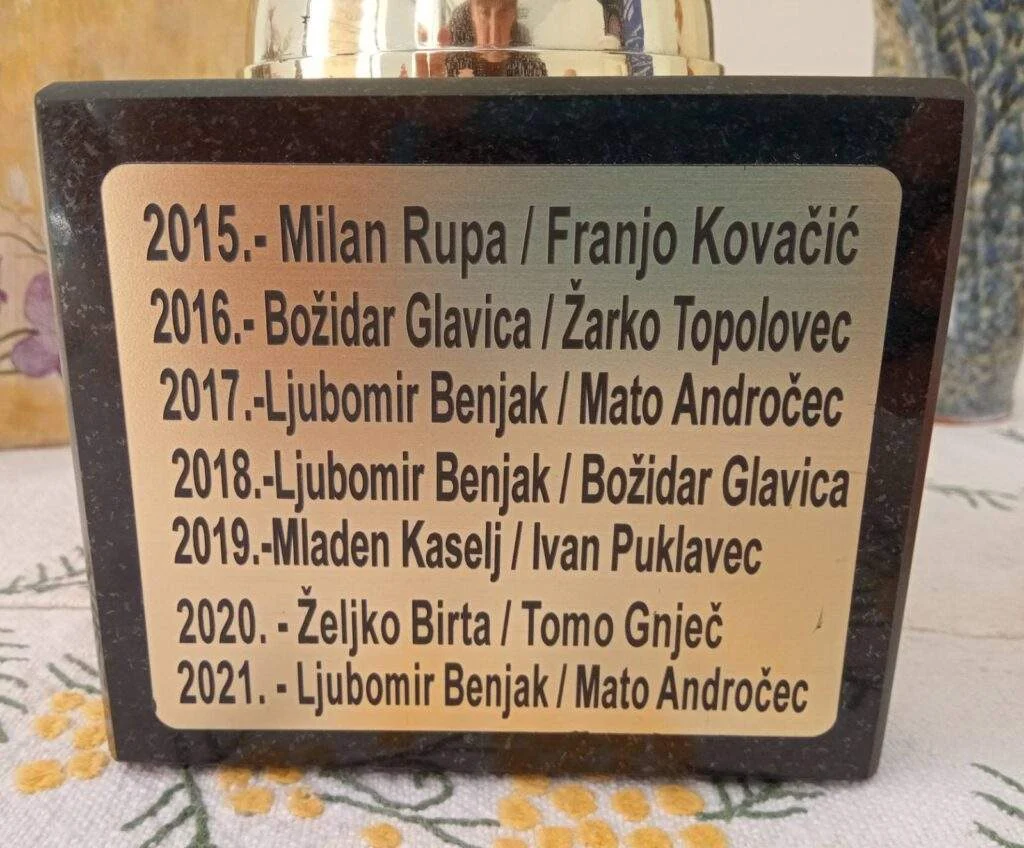 2015.- Milan Rupa / Franjo Kovačić
2016.- Božidar Glavica / Žarko Topolovec
2017.-Ljubomir Benjak / Mato Andročec
2018.-Ljubomir Benjak / Božidar Glavica
2019.-Mladen Kaselj / Ivan Puklavec
2020. - Željko Birta / Tomo Gnječ
2021. - Ljubomir Benjak / Mato Andročec